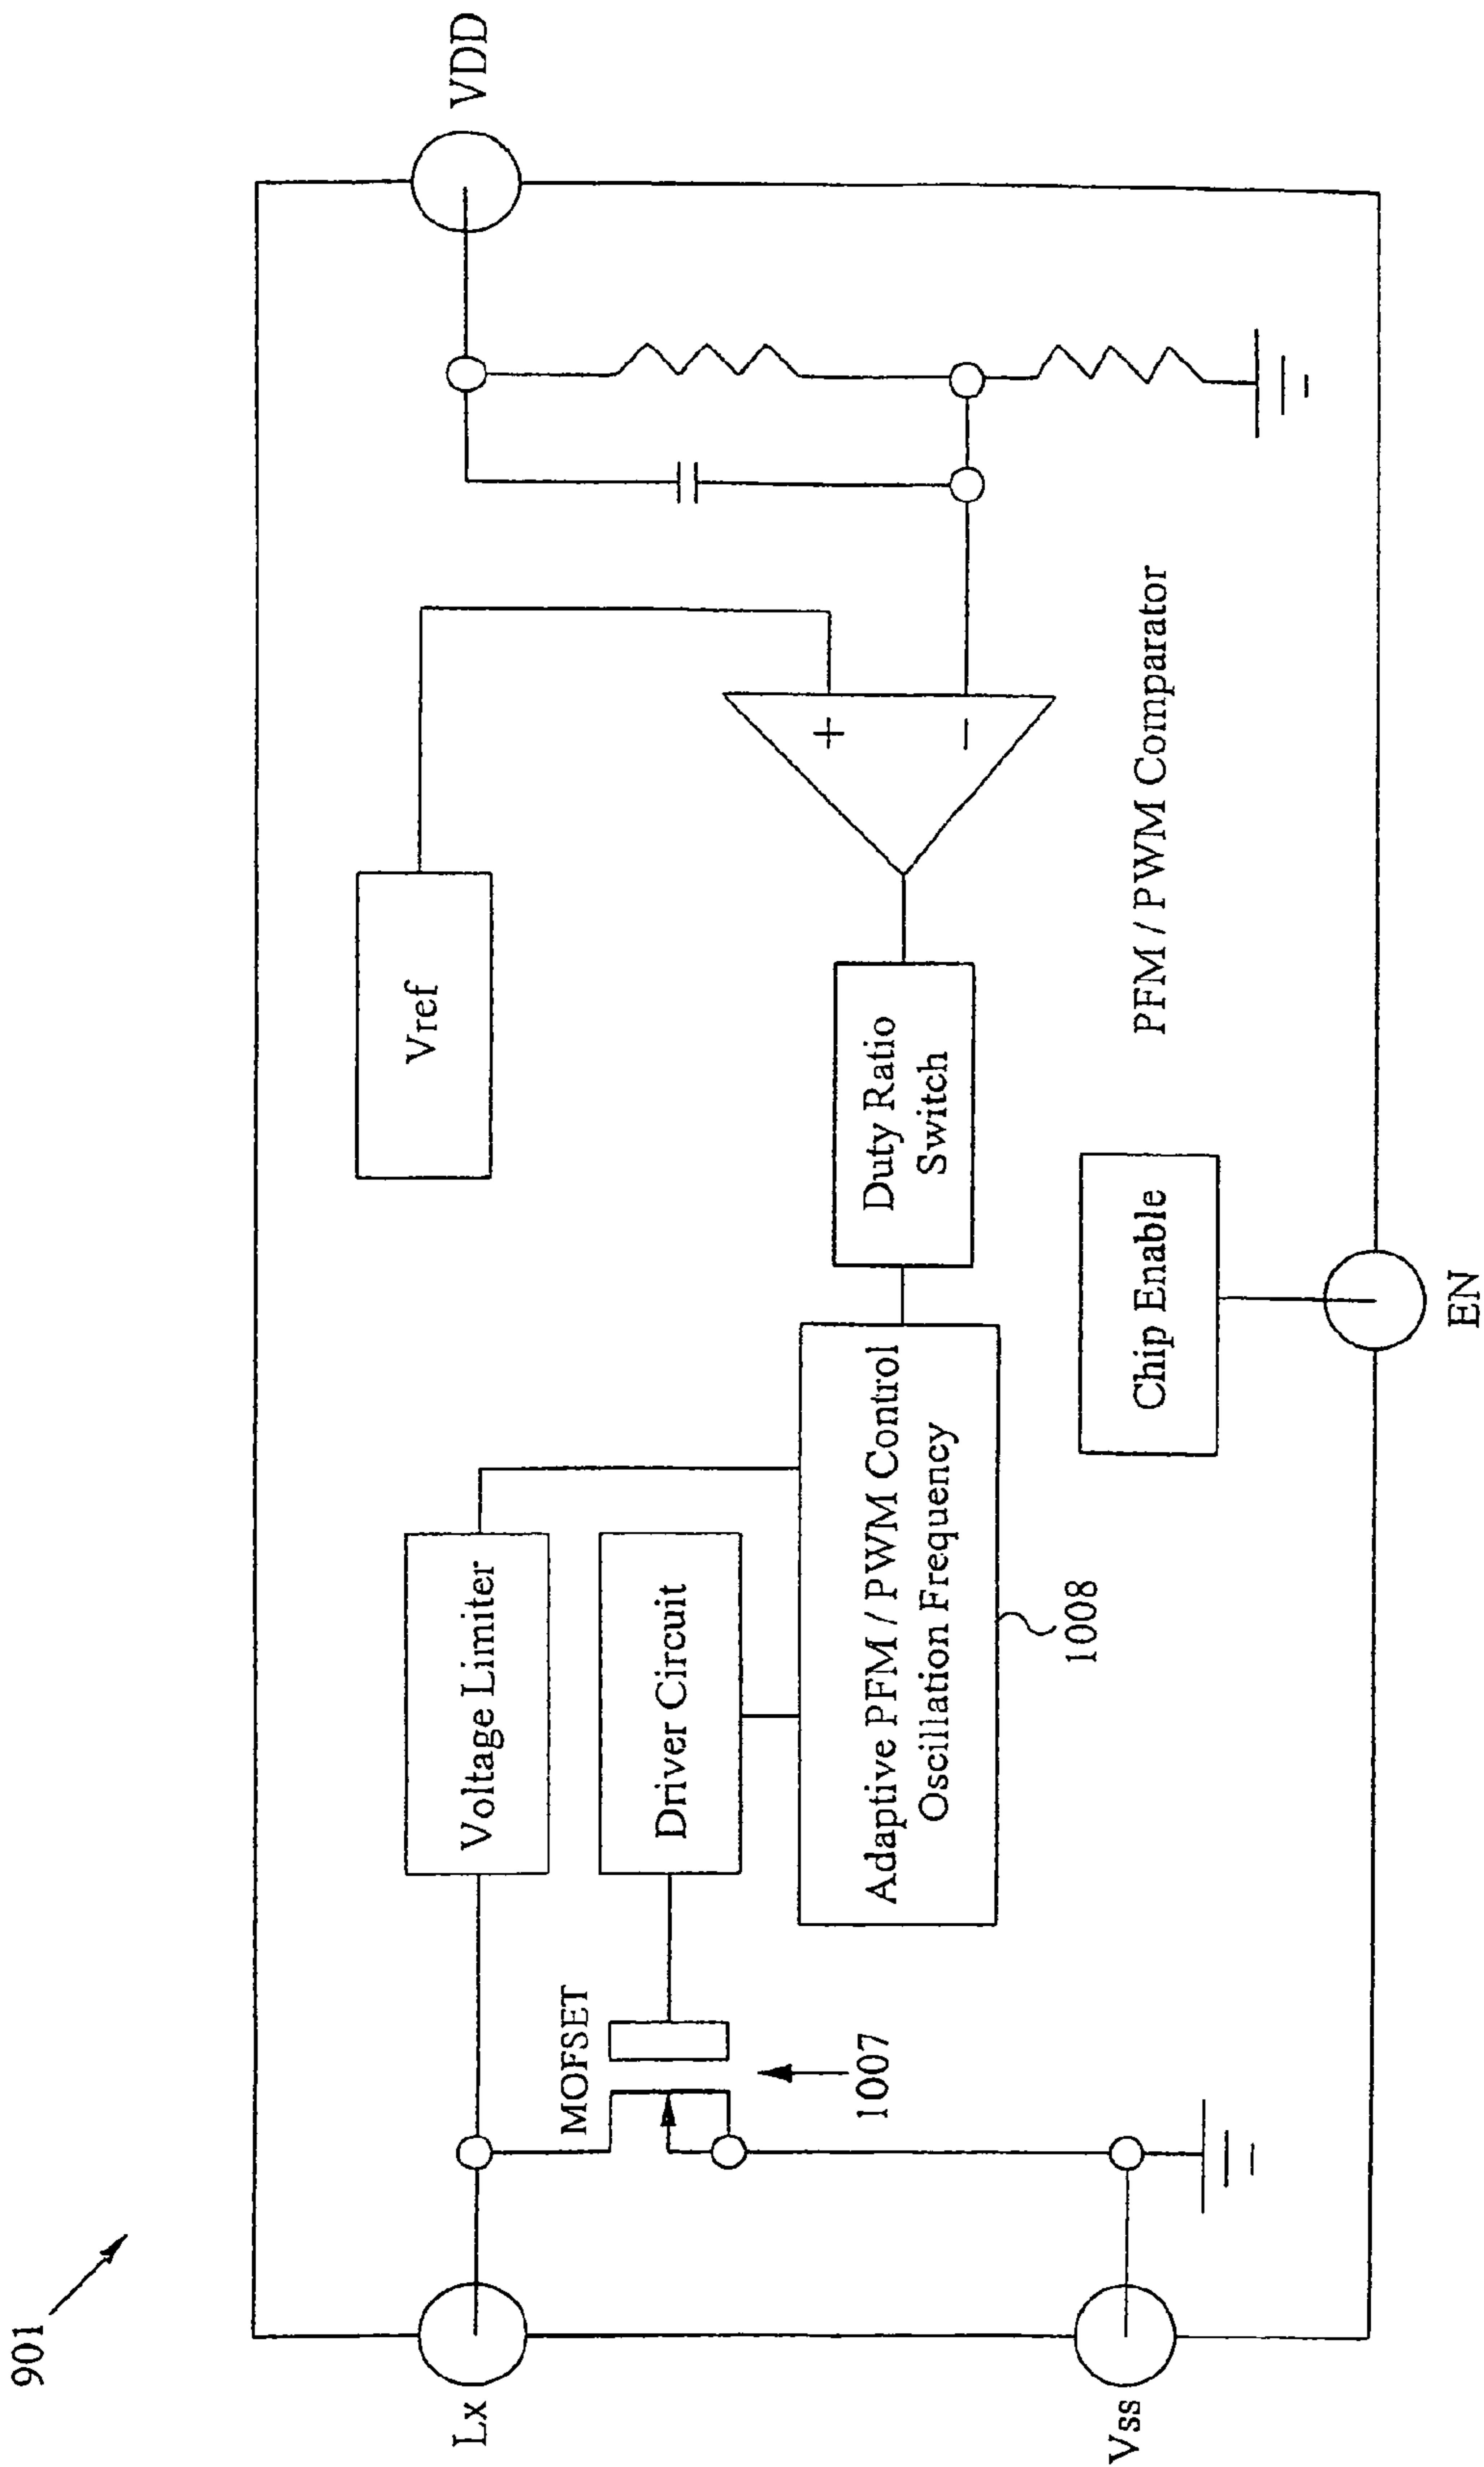 901
Lx
VDD
Voltage Limiter
Vref
MOFSET
Driver Circuit
+
−
1007
Adaptive PFM / PWM Control
Oscillation Frequency
Duty Ratio
Switch
1008
Chip Enable
PFM / PWM Comparator
Vss
EN